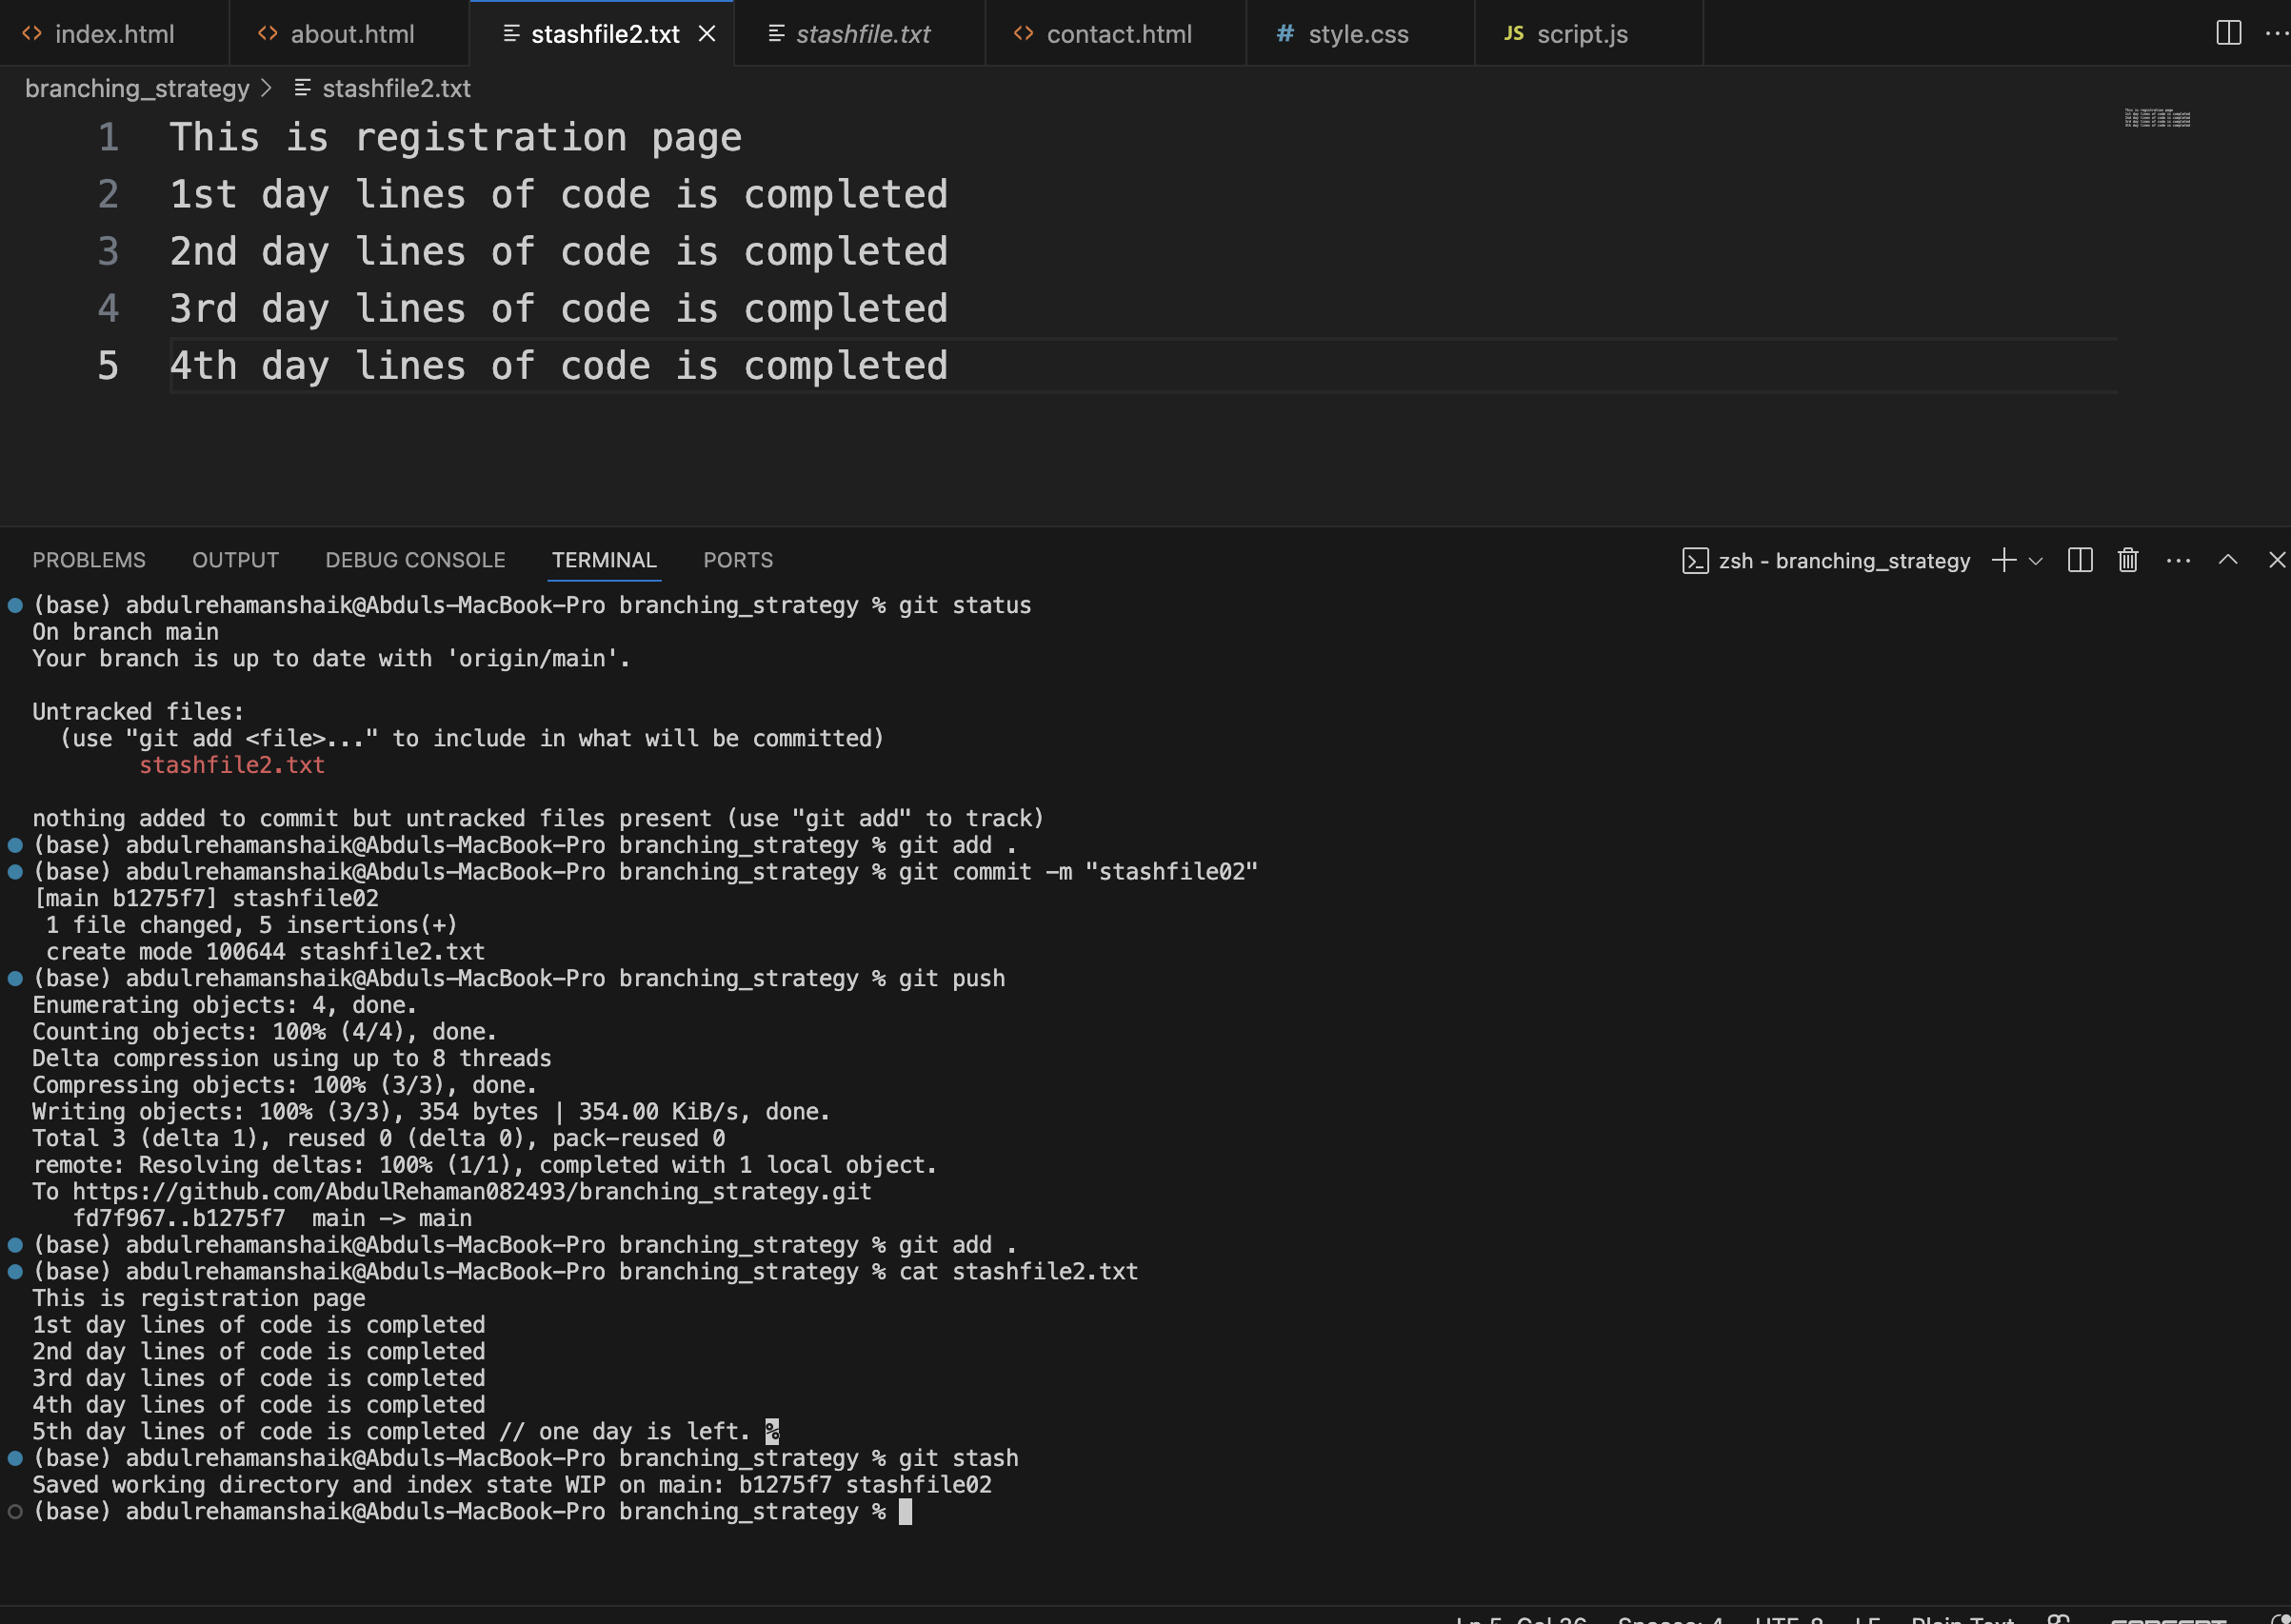 index.html about.html stashfile2.txt stashfile.txt contact.html # style.css JS script.js
branching_strategy > stashfile2.txt
1 This is registration page
2 1st day lines of code is completed
3 2nd day lines of code is completed
4 3rd day lines of code is completed
5 4th day lines of code is completed
PROBLEMS OUTPUT DEBUG CONSOLE TERMINAL PORTS zsh - branching_strategy
(base) abdulrehamanshaik@Abduls-MacBook-Pro branching_strategy % git status
On branch main
Your branch is up to date with 'origin/main'.
Untracked files:
(use "git add <file>..." to include in what will be committed)
stashfile2.txt
nothing added to commit but untracked files present (use "git add" to track)
(base) abdulrehamanshaik@Abduls-MacBook-Pro branching_strategy % git add .
(base) abdulrehamanshaik@Abduls-MacBook-Pro branching_strategy % git commit -m "stashfile02"
[main b1275f7] stashfile02
1 file changed, 5 insertions(+)
create mode 100644 stashfile2.txt
(base) abdulrehamanshaik@Abduls-MacBook-Pro branching_strategy % git push
Enumerating objects: 4, done.
Counting objects: 100% (4/4), done.
Delta compression using up to 8 threads
Compressing objects: 100% (3/3), done.
Writing objects: 100% (3/3), 354 bytes | 354.00 KiB/s, done.
Total 3 (delta 1), reused 0 (delta 0), pack-reused 0
remote: Resolving deltas: 100% (1/1), completed with 1 local object.
To https://github.com/AbdulRehaman082493/branching_strategy.git
fd7f967..b1275f7 main -> main
(base) abdulrehamanshaik@Abduls-MacBook-Pro branching_strategy % git add .
(base) abdulrehamanshaik@Abduls-MacBook-Pro branching_strategy % cat stashfile2.txt
This is registration page
1st day lines of code is completed
2nd day lines of code is completed
3rd day lines of code is completed
4th day lines of code is completed
5th day lines of code is completed // one day is left. %
(base) abdulrehamanshaik@Abduls-MacBook-Pro branching_strategy % git stash
Saved working directory and index state WIP on main: b1275f7 stashfile02
(base) abdulrehamanshaik@Abduls-MacBook-Pro branching_strategy %